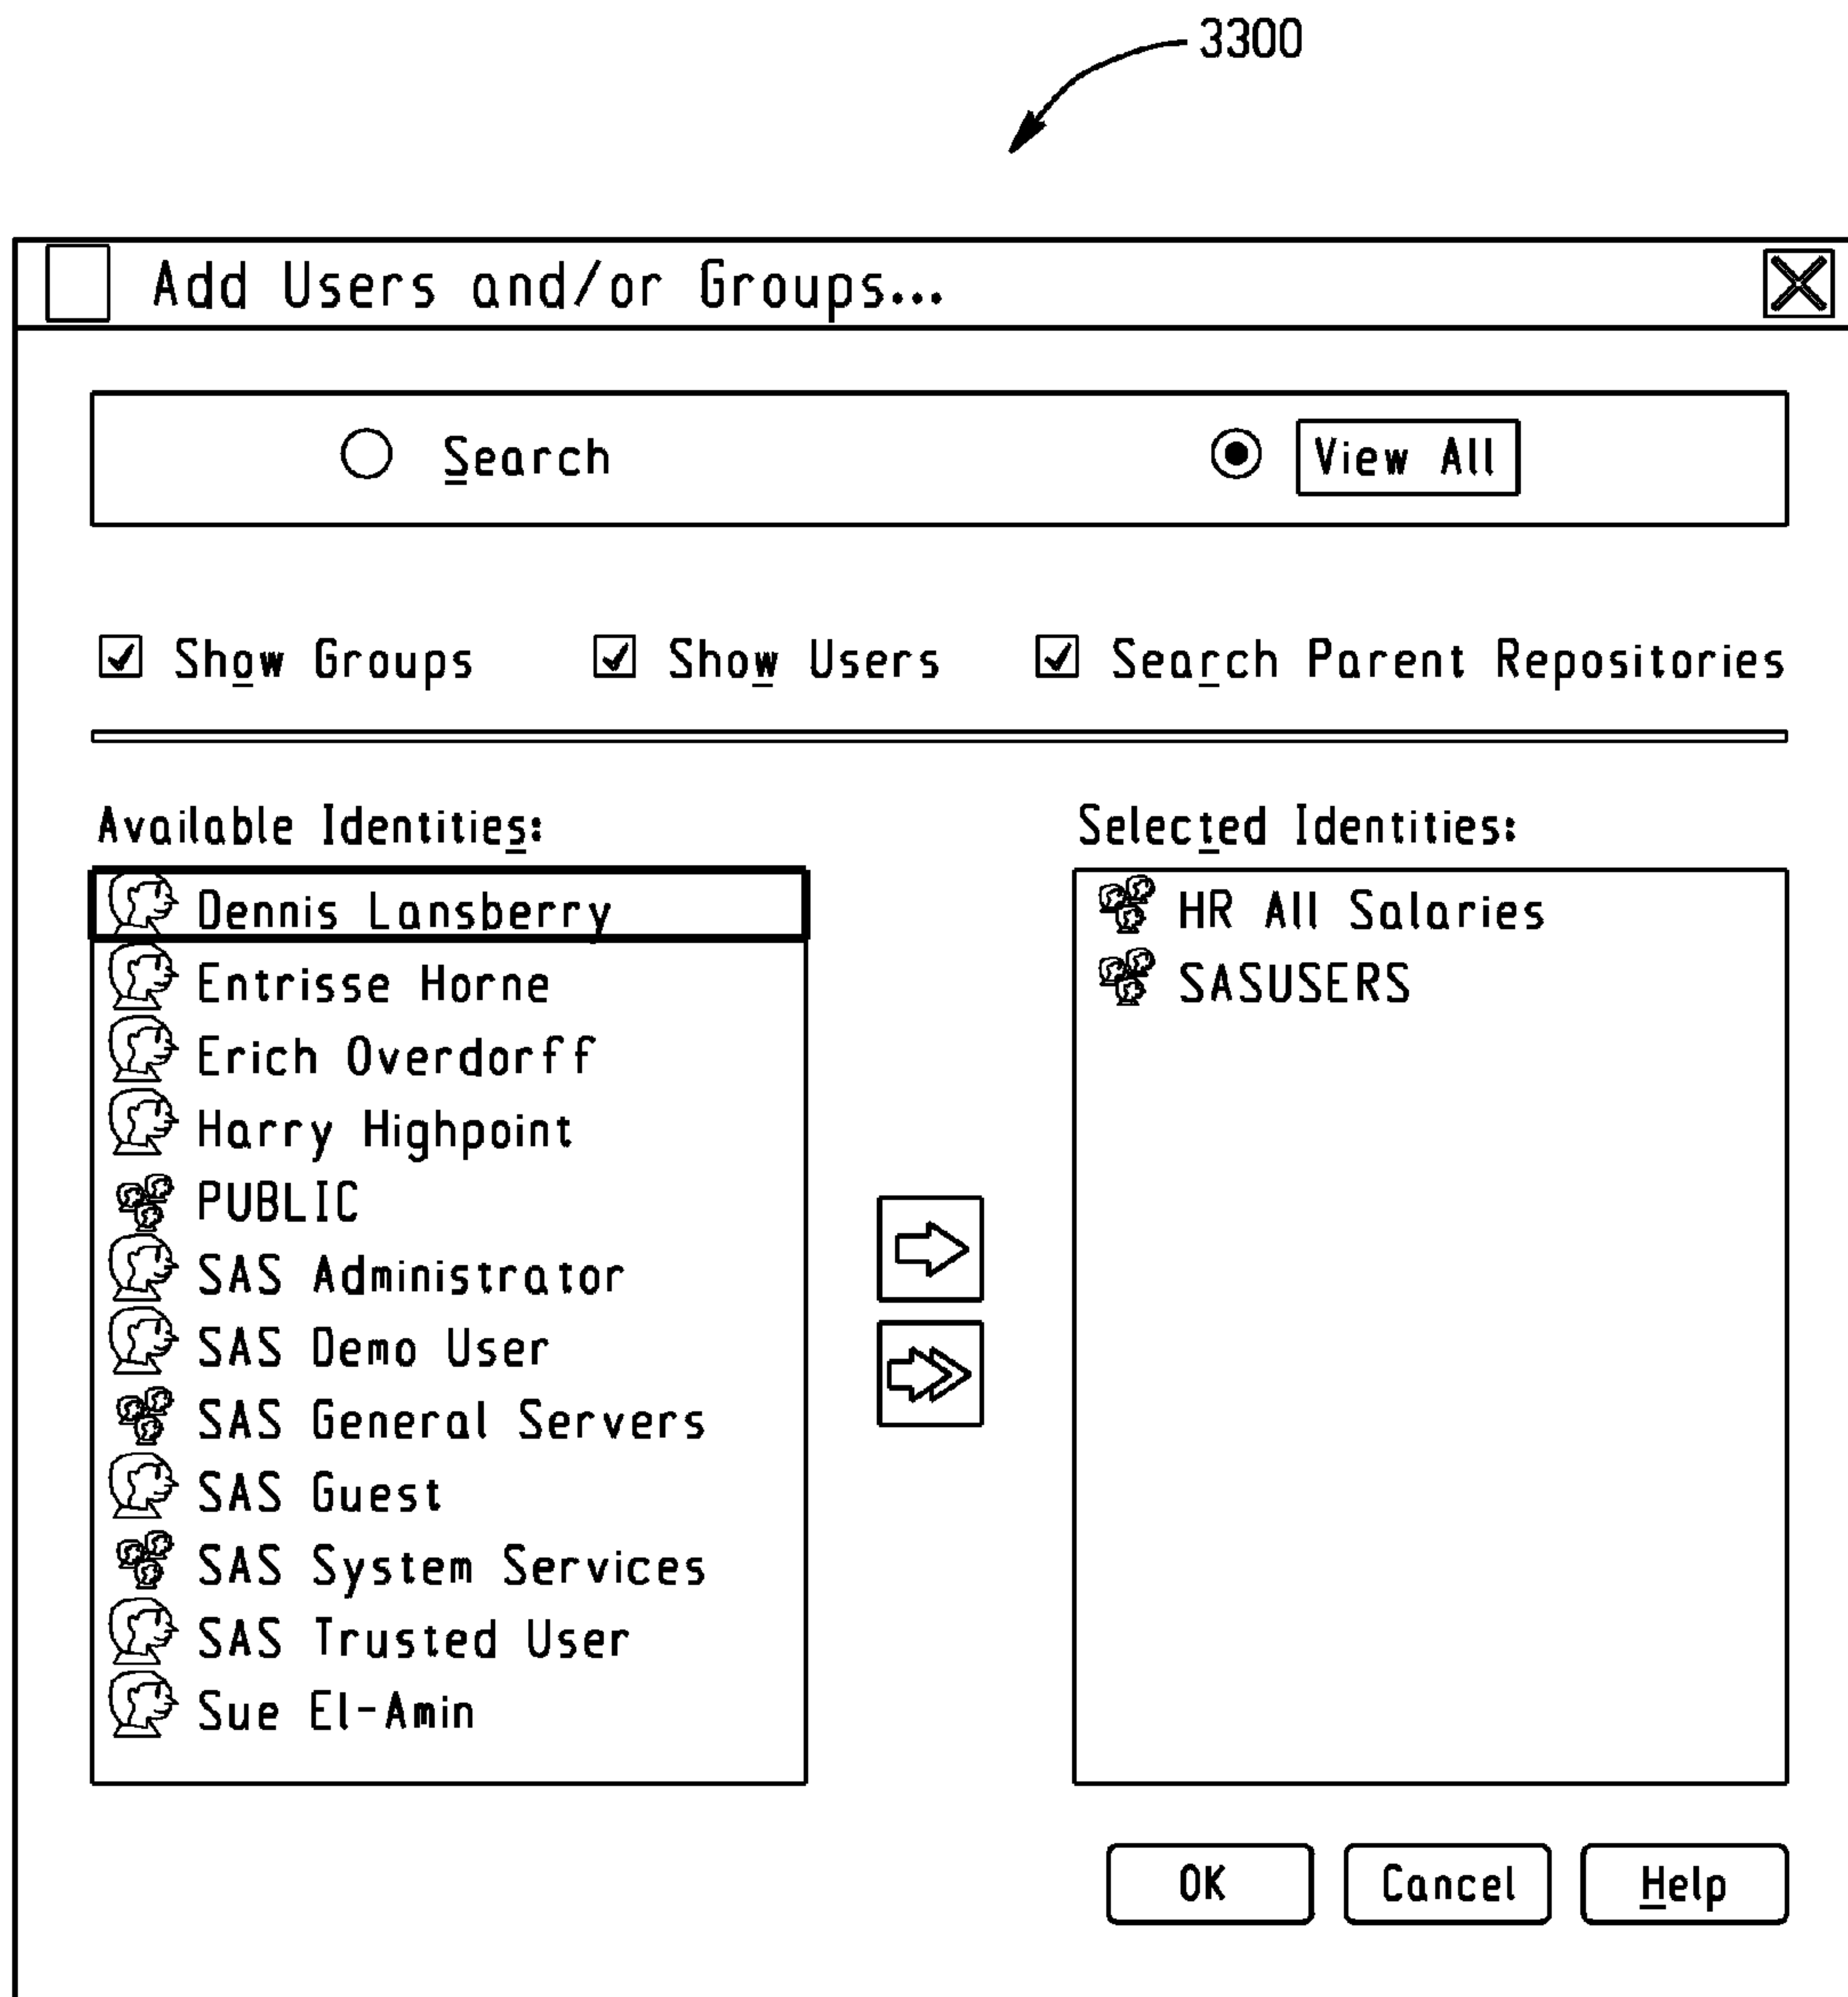 3300
Add Users and/or Groups...
Search
View All
Show Groups
Show Users
Search Parent Repositories
Available Identities:
Dennis Lansberry
Entrisse Horne
Erich Overdorff
Harry Highpoint
PUBLIC
SAS Administrator
SAS Demo User
SAS General Servers
SAS Guest
SAS System Services
SAS Trusted User
Sue El-Amin
Selected Identities:
HR All Salaries
SASUSERS
OK
Cancel
Help